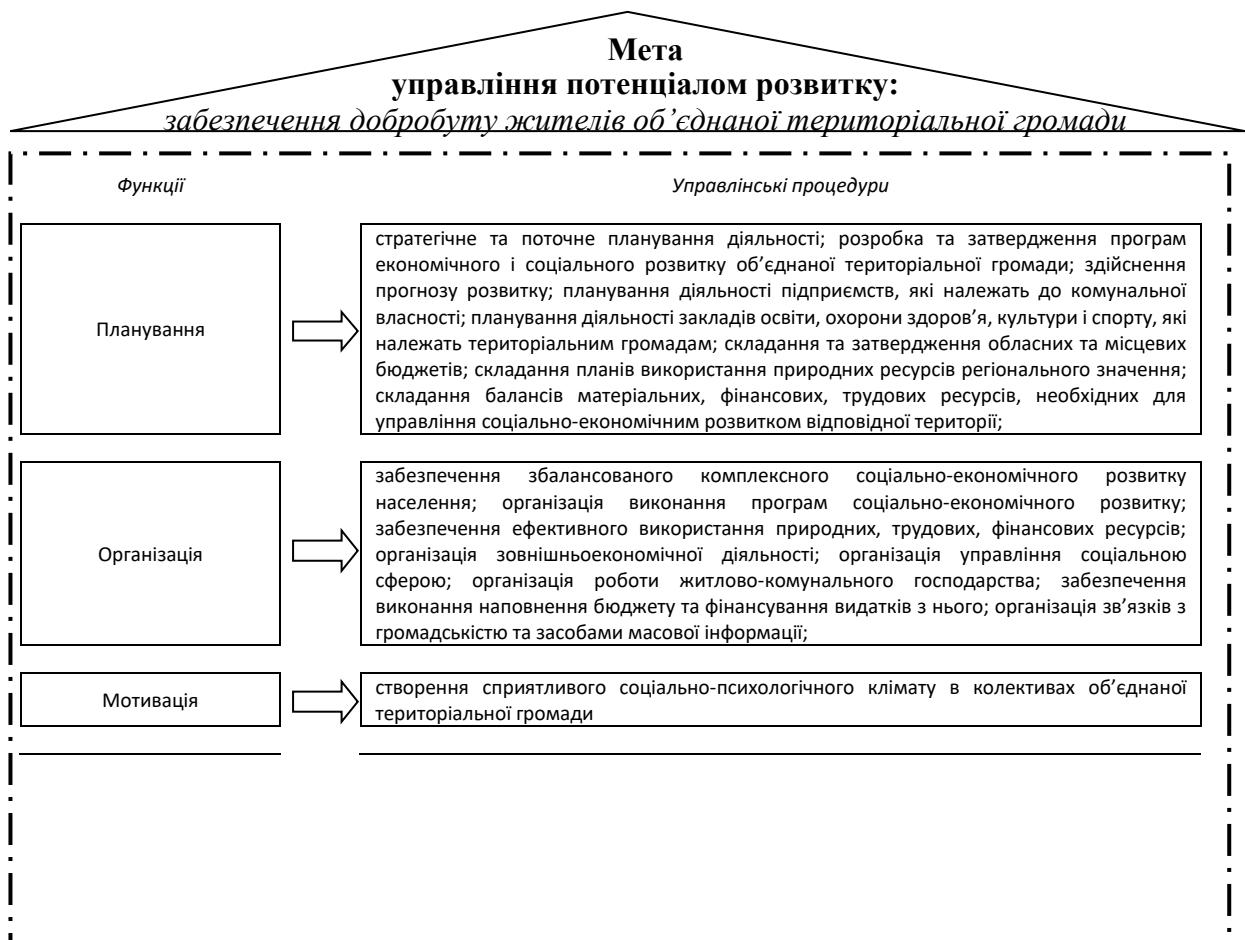 Мета
управління потенціалом розвитку:
забезпечення добробуту жителів об’єднаної територіальної громади
Функції
Управлінські процедури
Планування
стратегічне та поточне планування діяльності; розробка та затвердження програм
економічного і соціального розвитку об’єднаної територіальної громади; здійснення
прогнозу розвитку; планування діяльності підприємств, які належать до комунальної
власності; планування діяльності закладів освіти, охорони здоров’я, культури і спорту, які
належать територіальним громадам; складання та затвердження обласних та місцевих
бюджетів; складання планів використання природних ресурсів регіонального значення;
складання балансів матеріальних, фінансових, трудових ресурсів, необхідних для
управління соціально-економічним розвитком відповідної території;
Організація
забезпечення збалансованого комплексного соціально-економічного розвитку
населення; організація виконання програм соціально-економічного розвитку;
забезпечення ефективного використання природних, трудових, фінансових ресурсів;
організація зовнішньоекономічної діяльності; організація управління соціальною
сферою; організація роботи житлово-комунального господарства; забезпечення
виконання наповнення бюджету та фінансування видатків з нього; організація зв’язків з
громадськістю та засобами масової інформації;
Мотивація
створення сприятливого соціально-психологічного клімату в колективах об’єднаної
територіальної громади